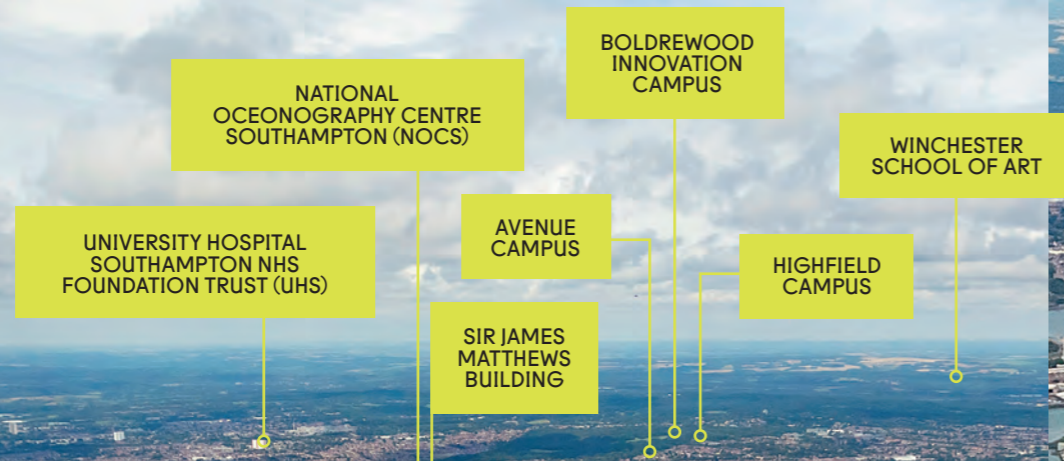 BOLDREWOOD
INNOVATION
CAMPUS
NATIONAL
OCEONOGRAPHY CENTRE
SOUTHAMPTON (NOCS)
WINCHESTER
SCHOOL OF ART
AVENUE
CAMPUS
UNIVERSITY HOSPITAL
SOUTHAMPTON NHS
FOUNDATION TRUST (UHS)
HIGHFIELD
CAMPUS
SIR JAMES
MATTHEWS
BUILDING